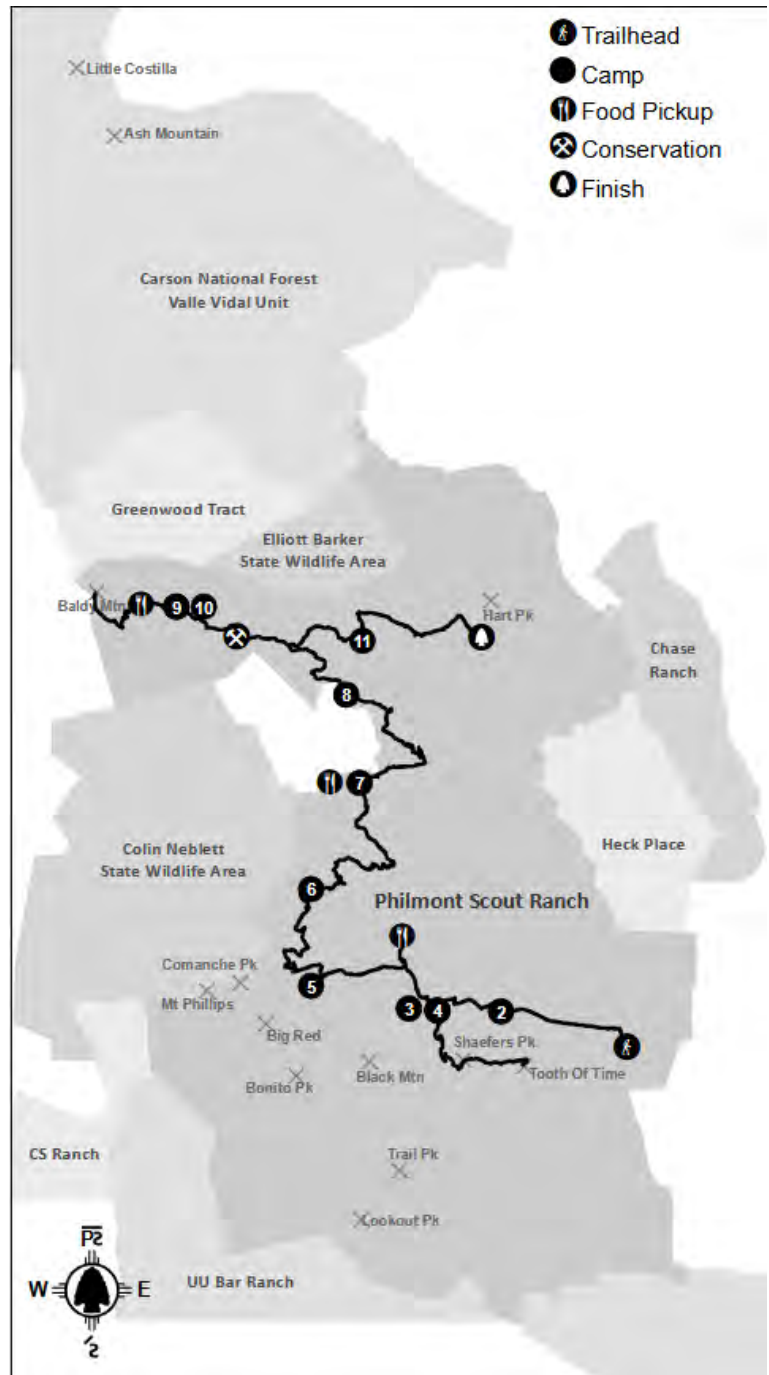 Trailhead
Camp
Food Pickup
Conservation
Finish
Little Costilla
Ash Mountain
Carson National Forest
Valle Vidal Unit
Greenwood Tract
Elliott Barker
State Wildlife Area
Baldy Mtn
9
10
Hart Pk
11
Chase
Ranch
8
7
Colin Neblett
State Wildlife Area
Heck Place
6
Philmont Scout Ranch
Comanche Pk
5
Mt Phillips
3
4
2
Big Red
Shaefers Pk
Black Mtn
Tooth Of Time
Bonito Pk
CS Ranch
Trail Pk
Cookout Pk
UU Bar Ranch
W
E